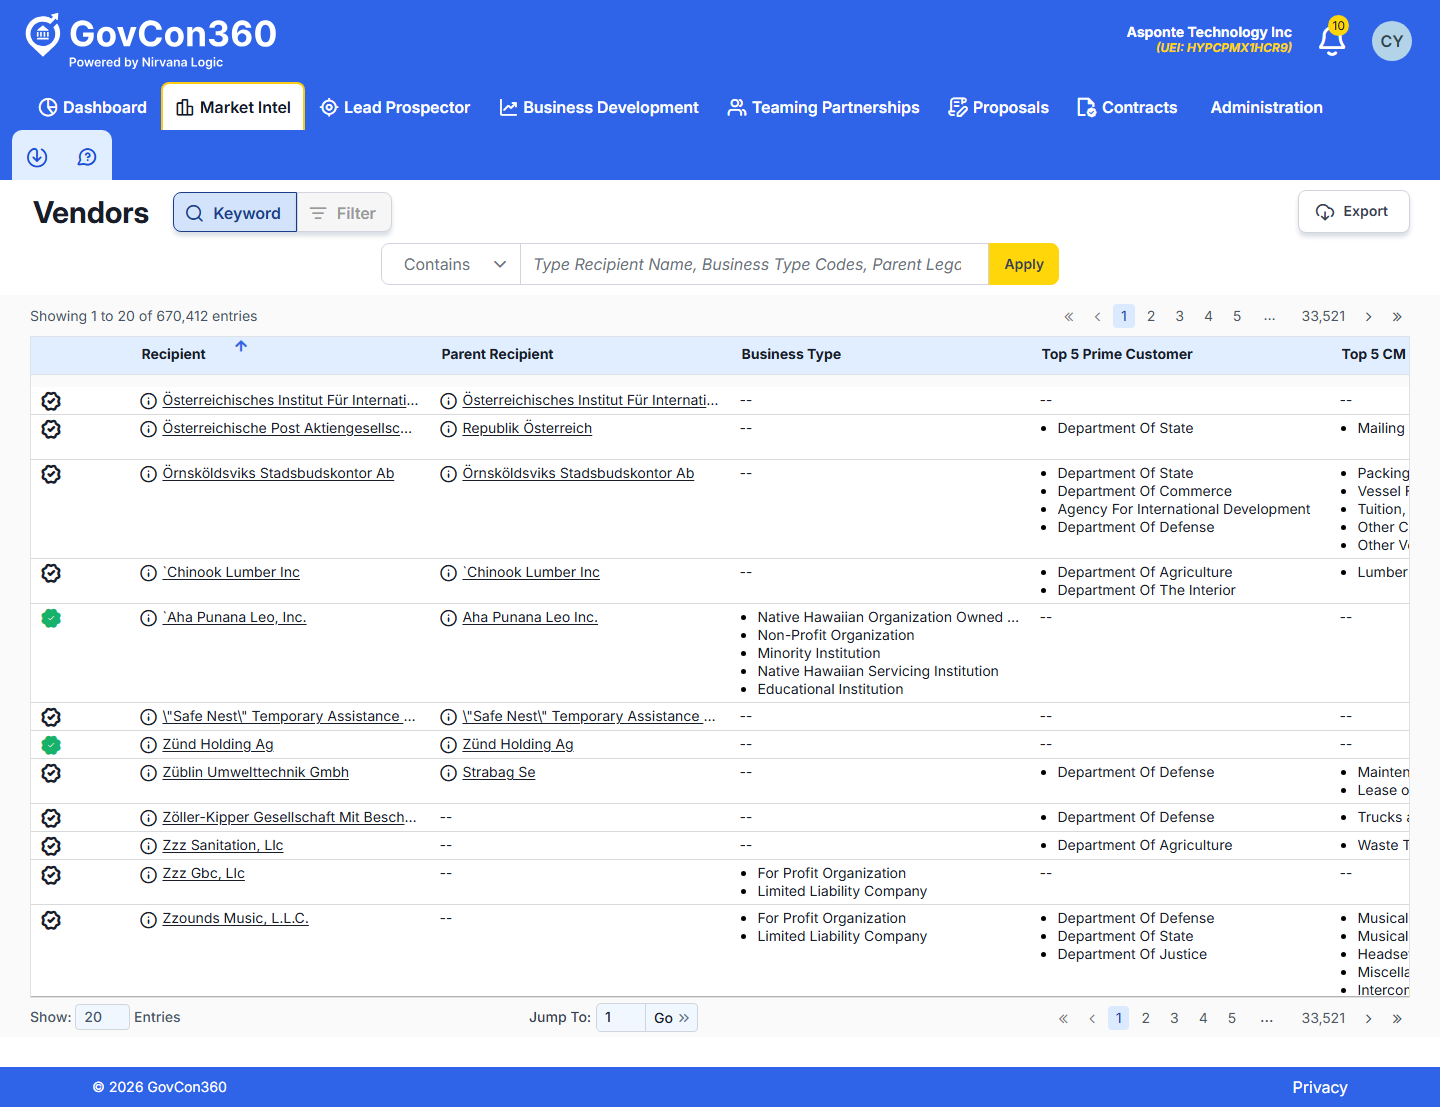 GovCon360
Powered by Nirvana Logic
Asponte Technology Inc
(UEI: HYPCPMX1HCR9)
10
CY
Dashboard
Market Intel
Lead Prospector
Business Development
Teaming Partnerships
Proposals
Contracts
Administration
Vendors
Keyword
Filter
Export
Contains
Type Recipient Name, Business Type Codes, Parent Lega
Apply
Showing 1 to 20 of 670,412 entries
« ‹ 1 2 3 4 5 ... 33,521 › »
Recipient
Parent Recipient
Business Type
Top 5 Prime Customer
Top 5 CM
Österreichisches Institut Für Internati...
Österreichisches Institut Für Internati...
--
--
--
Österreichische Post Aktiengesellsc...
Republik Österreich
--
Department Of State
Mailing
Örnsköldsviks Stadsbudskontor Ab
Örnsköldsviks Stadsbudskontor Ab
--
Department Of State
Department Of Commerce
Agency For International Development
Department Of Defense
Packing
Vessel F
Tuition,
Other C
Other Ve
`Chinook Lumber Inc
`Chinook Lumber Inc
--
Department Of Agriculture
Department Of The Interior
Lumber
`Aha Punana Leo, Inc.
Aha Punana Leo Inc.
Native Hawaiian Organization Owned ...
Non-Profit Organization
Minority Institution
Native Hawaiian Servicing Institution
Educational Institution
--
--
\"Safe Nest\" Temporary Assistance ...
\"Safe Nest\" Temporary Assistance ...
--
--
--
Zünd Holding Ag
Zünd Holding Ag
--
--
--
Züblin Umwelttechnik Gmbh
Strabag Se
--
Department Of Defense
Mainten
Lease o
Zöller-Kipper Gesellschaft Mit Besch...
--
--
Department Of Defense
Trucks a
Zzz Sanitation, Llc
--
--
Department Of Agriculture
Waste T
Zzz Gbc, Llc
--
For Profit Organization
Limited Liability Company
--
--
Zzounds Music, L.L.C.
--
For Profit Organization
Limited Liability Company
Department Of Defense
Department Of State
Department Of Justice
Musical
Musical
Headse
Miscella
Intercon
Show: 20 Entries
Jump To: 1 Go »
« ‹ 1 2 3 4 5 ... 33,521 › »
© 2026 GovCon360
Privacy